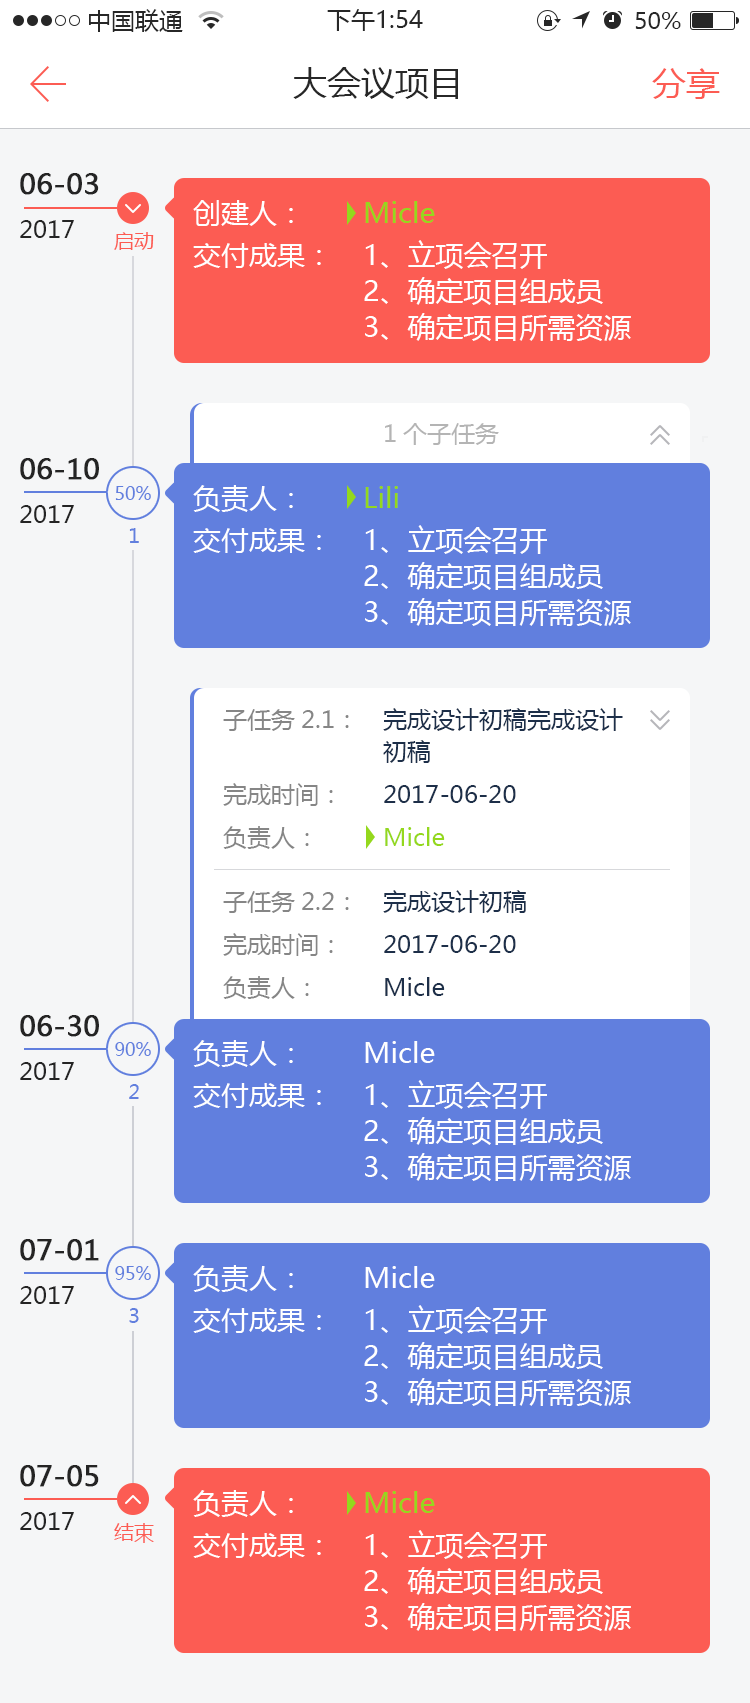 中国联通 下午1:54 50%
大会议项目 分享
06-03
2017
启动
创建人： Micle
交付成果： 1、立项会召开
2、确定项目组成员
3、确定项目所需资源
1 个子任务
06-10
2017
50%
1
负责人： Lili
交付成果： 1、立项会召开
2、确定项目组成员
3、确定项目所需资源
子任务 2.1： 完成设计初稿完成设计
初稿
完成时间： 2017-06-20
负责人： Micle
子任务 2.2： 完成设计初稿
完成时间： 2017-06-20
负责人： Micle
06-30
2017
90%
2
负责人： Micle
交付成果： 1、立项会召开
2、确定项目组成员
3、确定项目所需资源
07-01
2017
95%
3
负责人： Micle
交付成果： 1、立项会召开
2、确定项目组成员
3、确定项目所需资源
07-05
2017
结束
负责人： Micle
交付成果： 1、立项会召开
2、确定项目组成员
3、确定项目所需资源